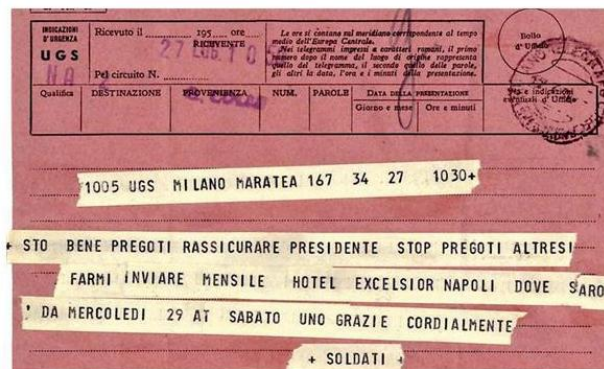 INDICAZIONI
D'URGENZA
UGS
Ricevuto il 195 ore
RICEVENTE
27 LUG. 10
Pel circuito N.
Le ore si contano sul meridiano corrispondente al tempo
medio dell'Europa Centrale.
Nei telegrammi impressi a caratteri romani, il primo
numero dopo il nome del luogo di origine rappresenta
quello del telegramma, il secondo quello delle parole,
gli altri la data, l'ora e i minuti della presentazione.
Bollo
d'Ufficio
Qualifica DESTINAZIONE PROVENIENZA NUM. PAROLE DATA DELLA PRESENTAZIONE
Giorno e mese Ore e minuti
Via e indicazioni
eventuali d'Ufficio
1005 UGS MILANO MARATEA 167 34 27 1030+
+ STO BENE PREGOTI RASSICURARE PRESIDENTE STOP PREGOTI ALTRESI
FARMI INVIARE MENSILE HOTEL EXCELSIOR NAPOLI DOVE SARO
' DA MERCOLEDI 29 AT SABATO UNO GRAZIE CORDIALMENTE
+ SOLDATI +